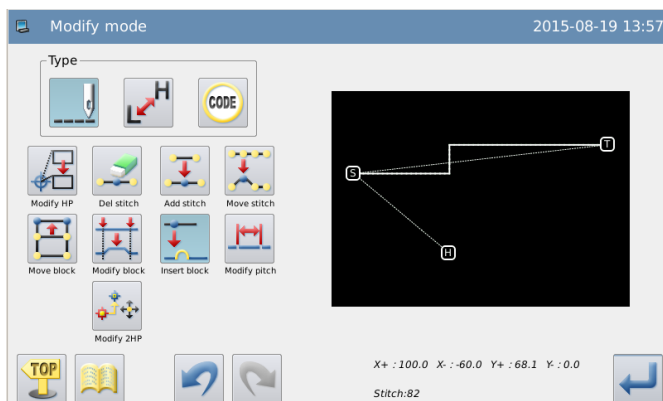 Modify mode
2015-08-19 13:57
Type
L H
CODE
Modify HP
Del stitch
Add stitch
Move stitch
Move block
Modify block
Insert block
Modify pitch
Modify 2HP
S
T
H
TOP
X+ : 100.0 X- : -60.0 Y+ : 68.1 Y- : 0.0
Stitch:82